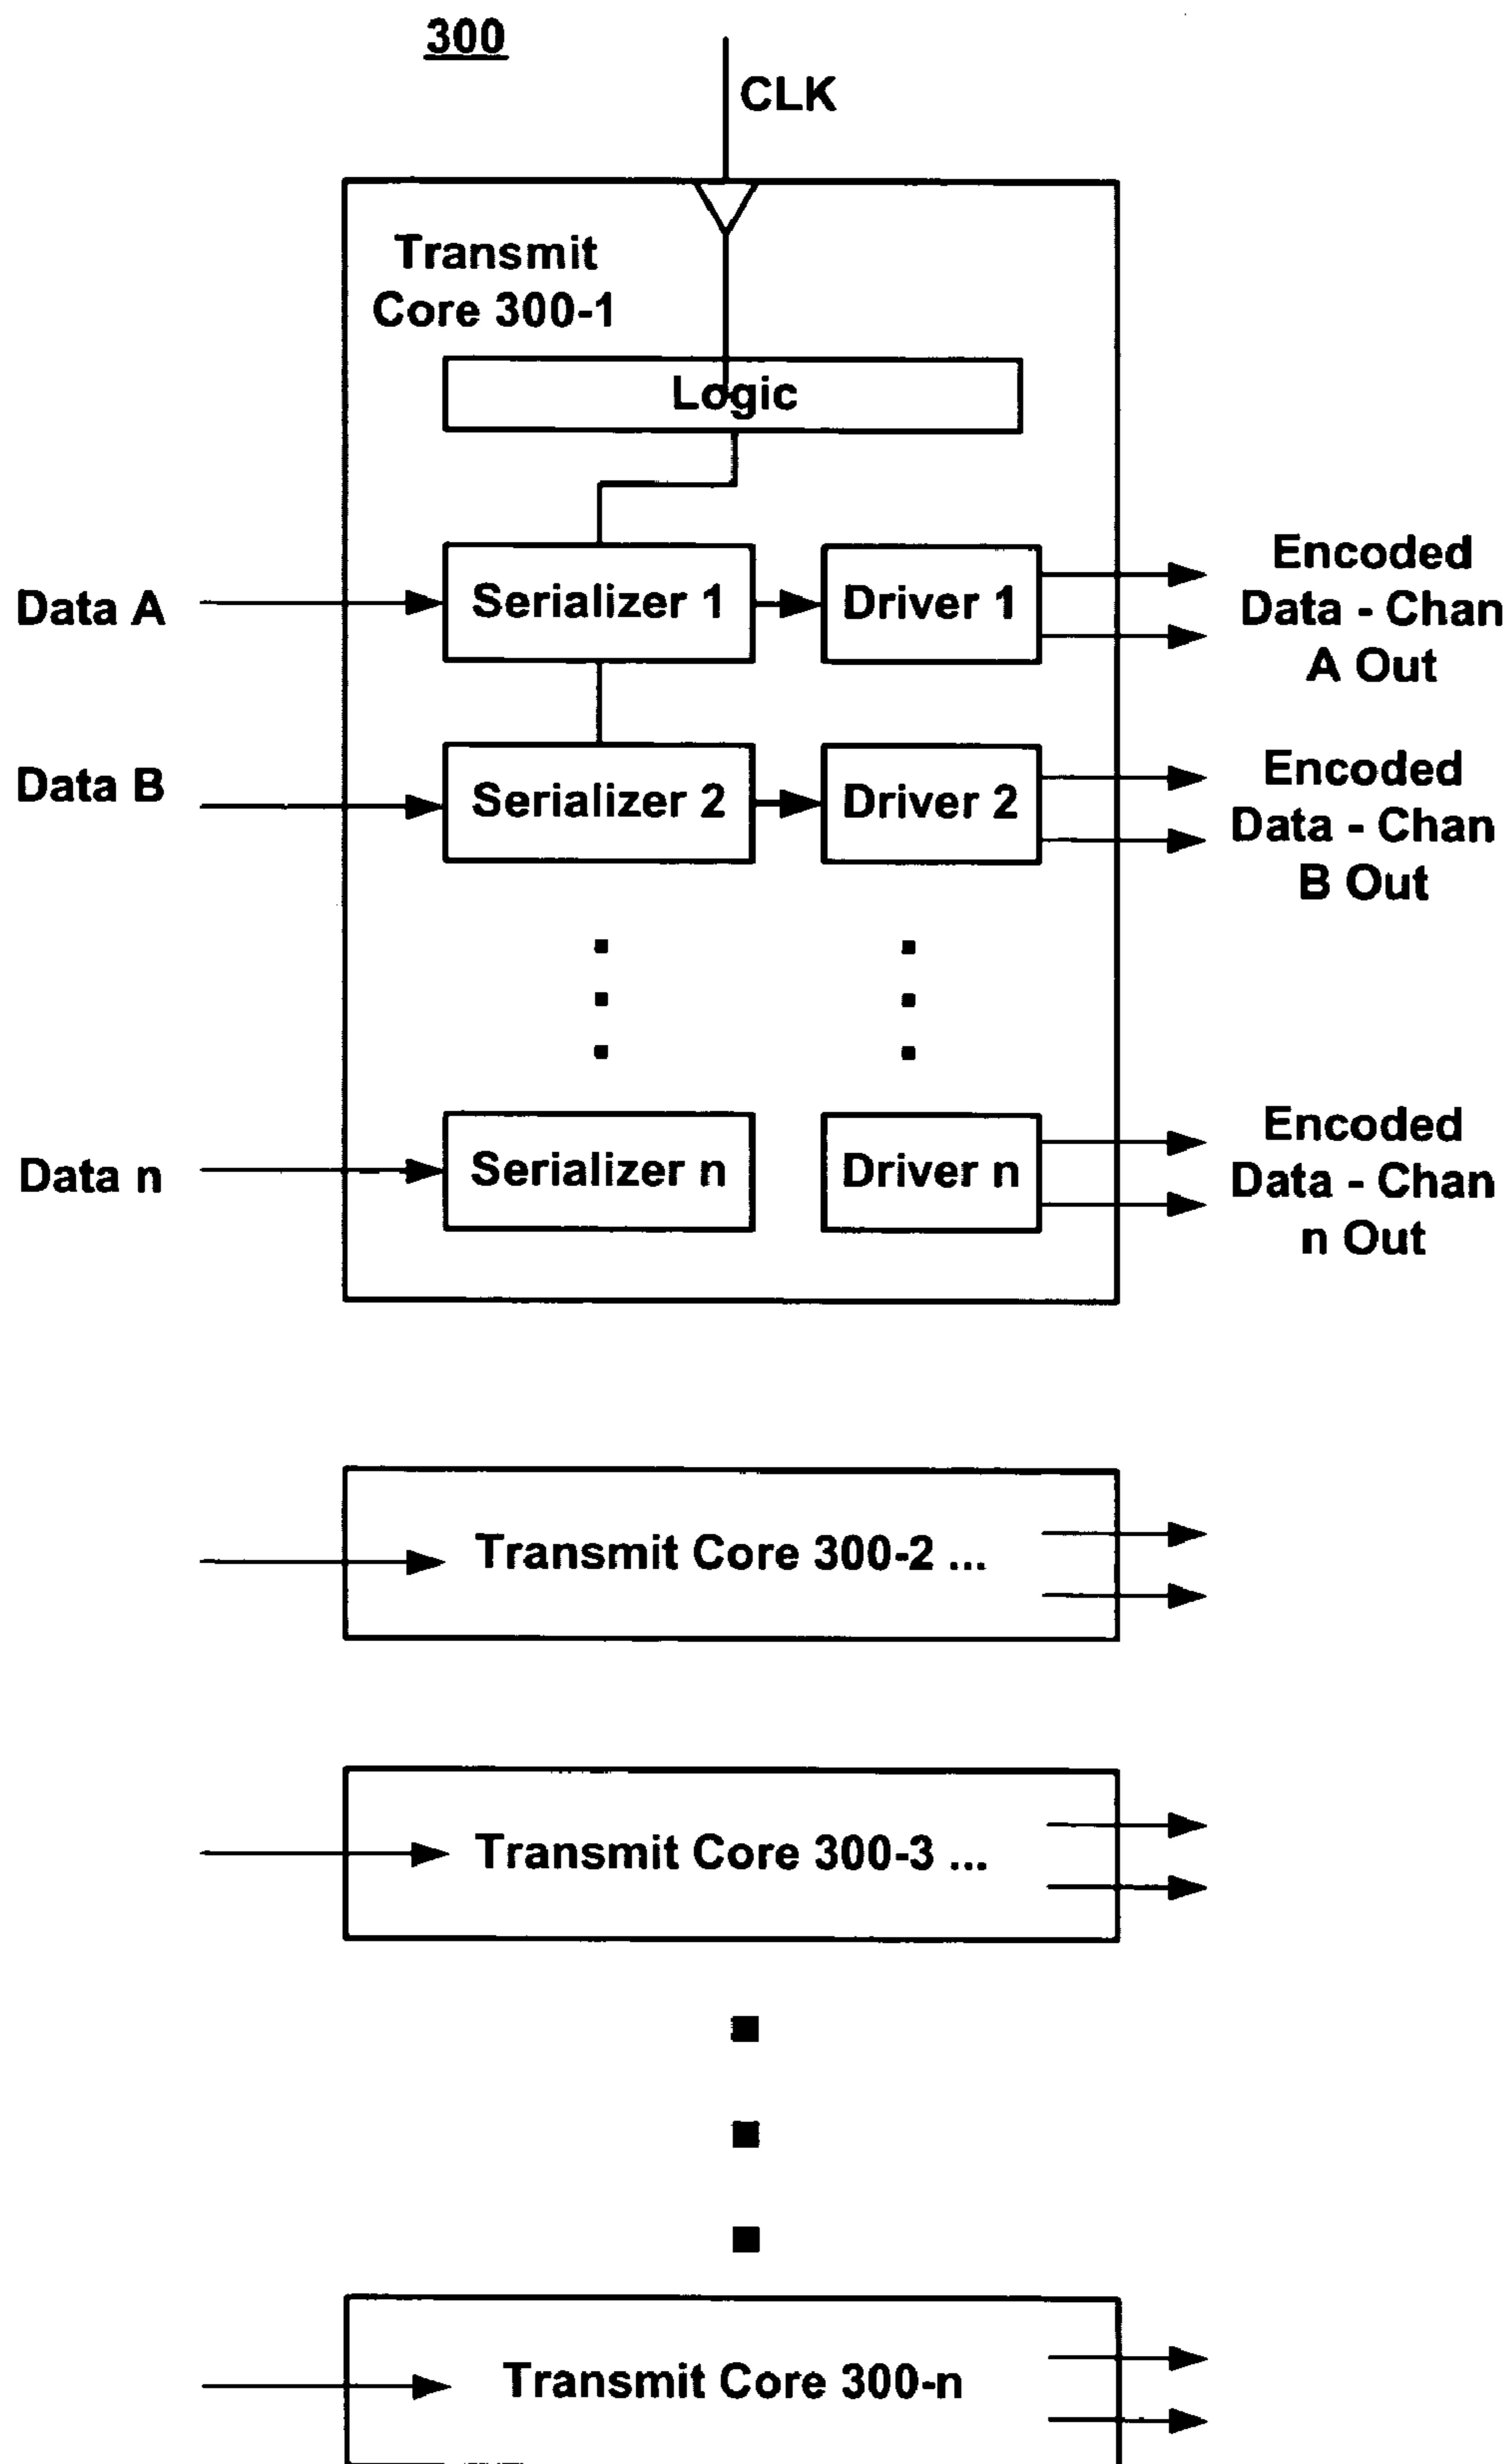 300
CLK
Transmit
Core 300-1
Logic
Data A
Serializer 1
Driver 1
Encoded
Data - Chan
A Out
Data B
Serializer 2
Driver 2
Encoded
Data - Chan
B Out
Data n
Serializer n
Driver n
Encoded
Data - Chan
n Out
Transmit Core 300-2 ...
Transmit Core 300-3 ...
Transmit Core 300-n